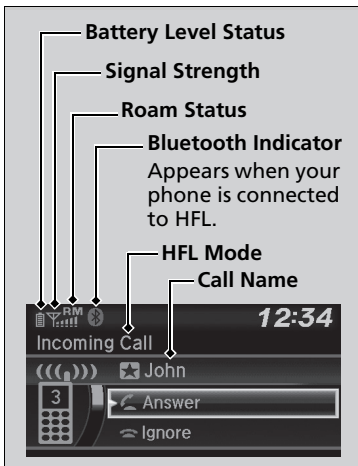 Battery Level Status
Signal Strength
Roam Status
Bluetooth Indicator
Appears when your
phone is connected
to HFL.
HFL Mode
Call Name
RM
12:34
Incoming Call
John
3
Answer
Ignore